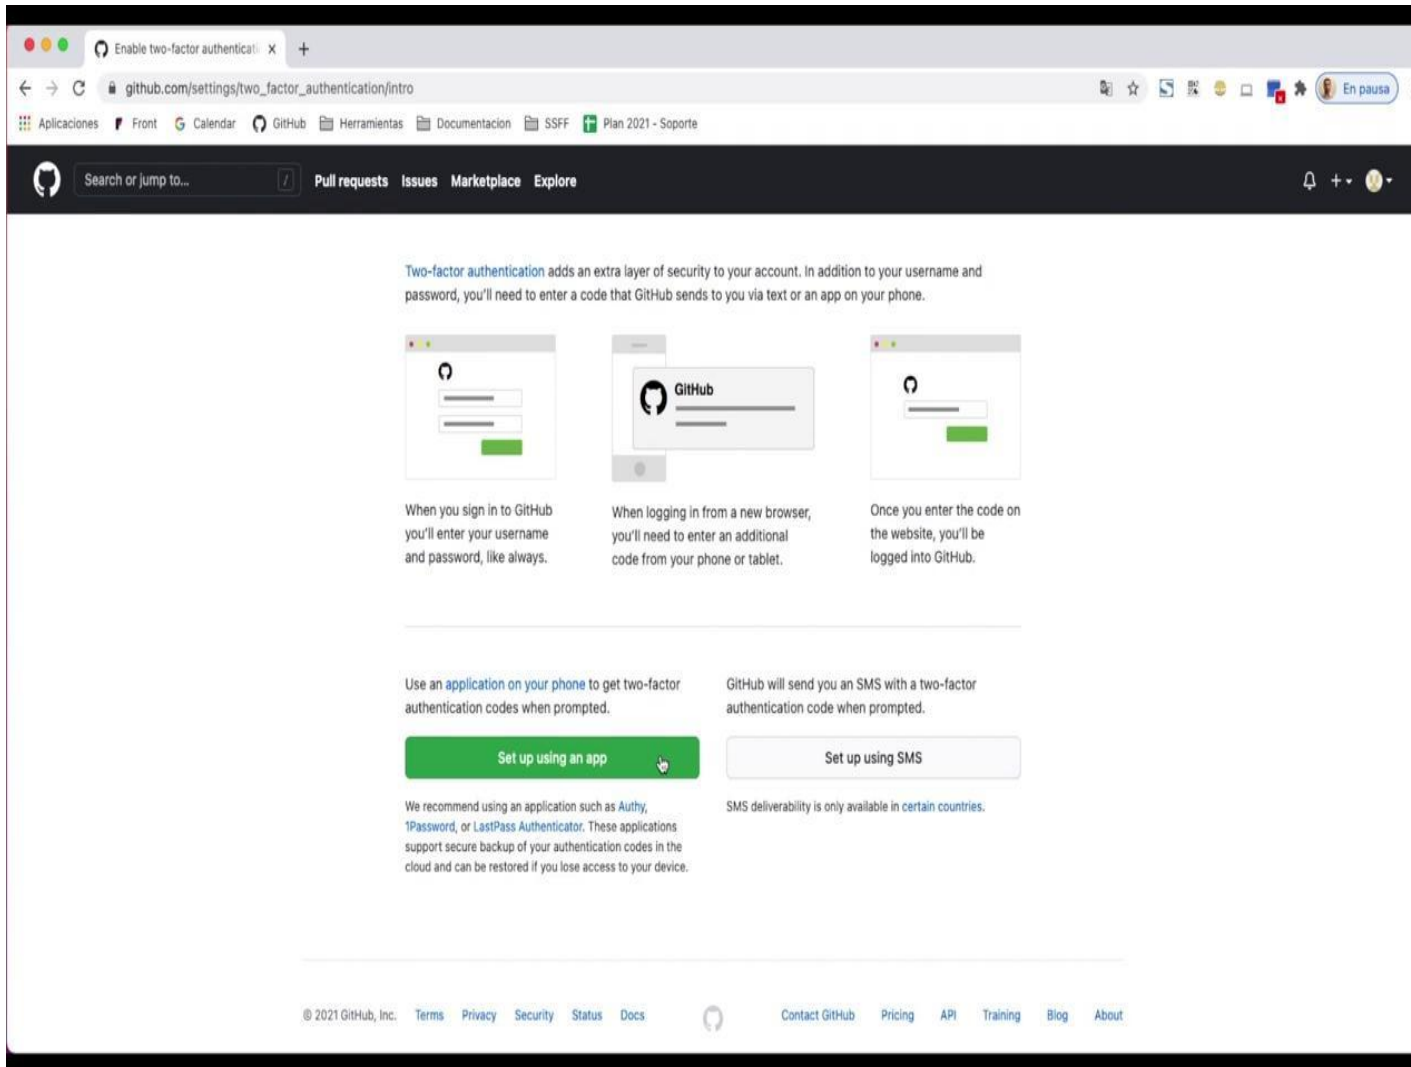 Enable two-factor authenticati
github.com/settings/two_factor_authentication/intro
En pausa
Aplicaciones Front Calendar GitHub Herramientas Documentacion SSFF Plan 2021 - Soporte
Search or jump to... / Pull requests Issues Marketplace Explore
Two-factor authentication adds an extra layer of security to your account. In addition to your username and
password, you'll need to enter a code that GitHub sends to you via text or an app on your phone.
GitHub
When you sign in to GitHub
you'll enter your username
and password, like always.
When logging in from a new browser,
you'll need to enter an additional
code from your phone or tablet.
Once you enter the code on
the website, you'll be
logged into GitHub.
Use an application on your phone to get two-factor
authentication codes when prompted.
Set up using an app
We recommend using an application such as Authy,
1Password, or LastPass Authenticator. These applications
support secure backup of your authentication codes in the
cloud and can be restored if you lose access to your device.
GitHub will send you an SMS with a two-factor
authentication code when prompted.
Set up using SMS
SMS deliverability is only available in certain countries.
© 2021 GitHub, Inc. Terms Privacy Security Status Docs Contact GitHub Pricing API Training Blog About